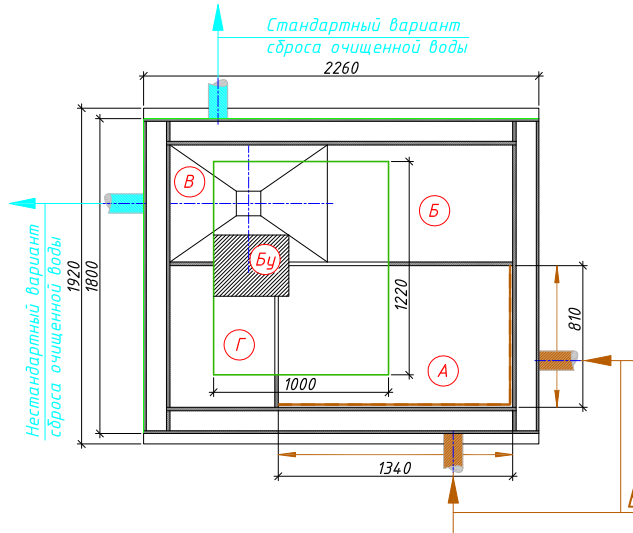 Стандартный вариант
сброса очищенной воды
2260
В
Б
Бу
Нестандартный вариант
сброса очищенной воды
1920
1800
1220
810
Г
А
1000
1340